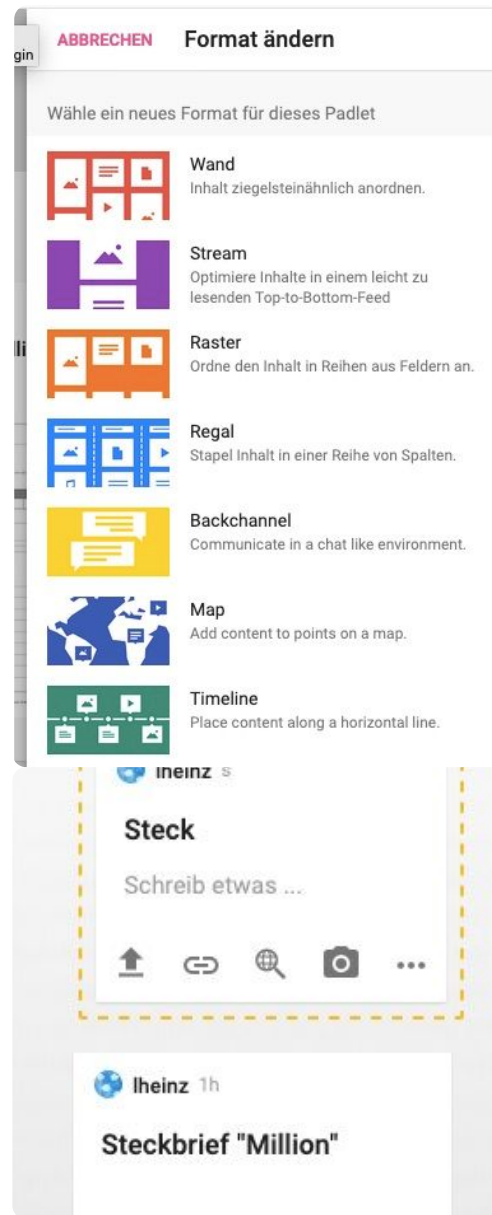 gin
ABBRECHEN Format ändern
Wähle ein neues Format für dieses Padlet
Wand
Inhalt ziegelsteinähnlich anordnen.
Stream
Optimiere Inhalte in einem leicht zu
lesenden Top-to-Bottom-Feed
Raster
Ordne den Inhalt in Reihen aus Feldern an.
Regal
Stapel Inhalt in einer Reihe von Spalten.
Backchannel
Communicate in a chat like environment.
Map
Add content to points on a map.
Timeline
Place content along a horizontal line.
lheinz s
Steck
Schreib etwas ...
lheinz 1h
Steckbrief "Million"